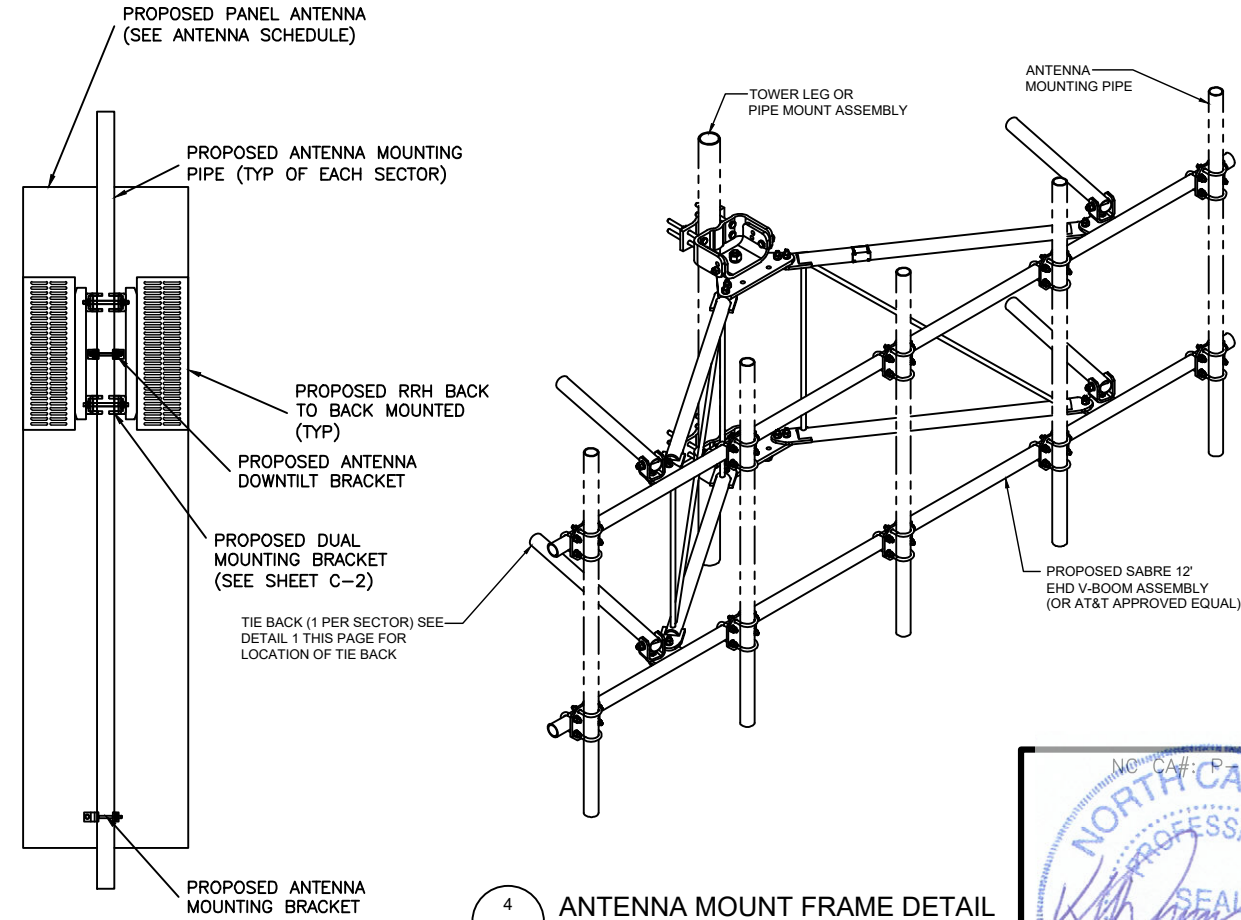 PROPOSED PANEL ANTENNA
(SEE ANTENNA SCHEDULE)
PROPOSED ANTENNA MOUNTING
PIPE (TYP OF EACH SECTOR)
PROPOSED RRH BACK
TO BACK MOUNTED
(TYP)
PROPOSED ANTENNA
DOWNTILT BRACKET
PROPOSED DUAL
MOUNTING BRACKET
(SEE SHEET C-2)
PROPOSED ANTENNA
MOUNTING BRACKET
TOWER LEG OR
PIPE MOUNT ASSEMBLY
ANTENNA
MOUNTING PIPE
TIE BACK (1 PER SECTOR) SEE
DETAIL 1 THIS PAGE FOR
LOCATION OF TIE BACK
PROPOSED SABRE 12'
EHD V-BOOM ASSEMBLY
(OR AT&T APPROVED EQUAL)
4
ANTENNA MOUNT FRAME DETAIL
NC CA#: P-
NORTH CA
PROFESS
SEAL